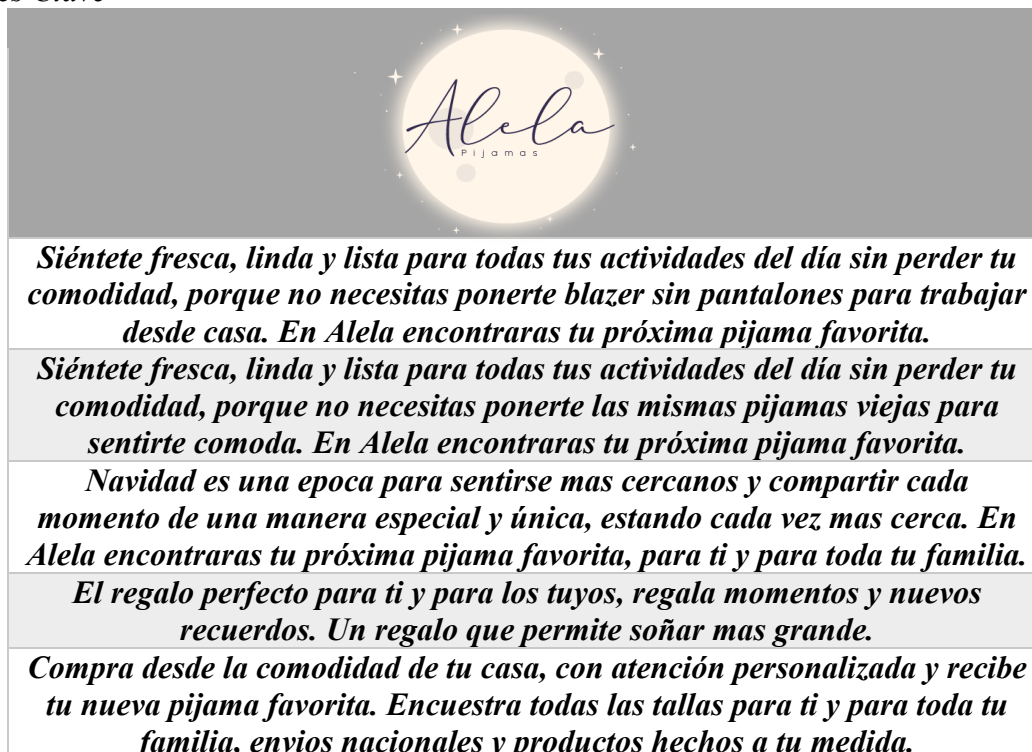 Alela
Pijamas
Siéntete fresca, linda y lista para todas tus actividades del día sin perder tu
comodidad, porque no necesitas ponerte blazer sin pantalones para trabajar
desde casa. En Alela encontraras tu próxima pijama favorita.
Siéntete fresca, linda y lista para todas tus actividades del día sin perder tu
comodidad, porque no necesitas ponerte las mismas pijamas viejas para
sentirte comoda. En Alela encontraras tu próxima pijama favorita.
Navidad es una epoca para sentirse mas cercanos y compartir cada
momento de una manera especial y única, estando cada vez mas cerca. En
Alela encontraras tu próxima pijama favorita, para ti y para toda tu familia.
El regalo perfecto para ti y para los tuyos, regala momentos y nuevos
recuerdos. Un regalo que permite soñar mas grande.
Compra desde la comodidad de tu casa, con atención personalizada y recibe
tu nueva pijama favorita. Encuestra todas las tallas para ti y para toda tu
familia, envios nacionales y productos hechos a tu medida.